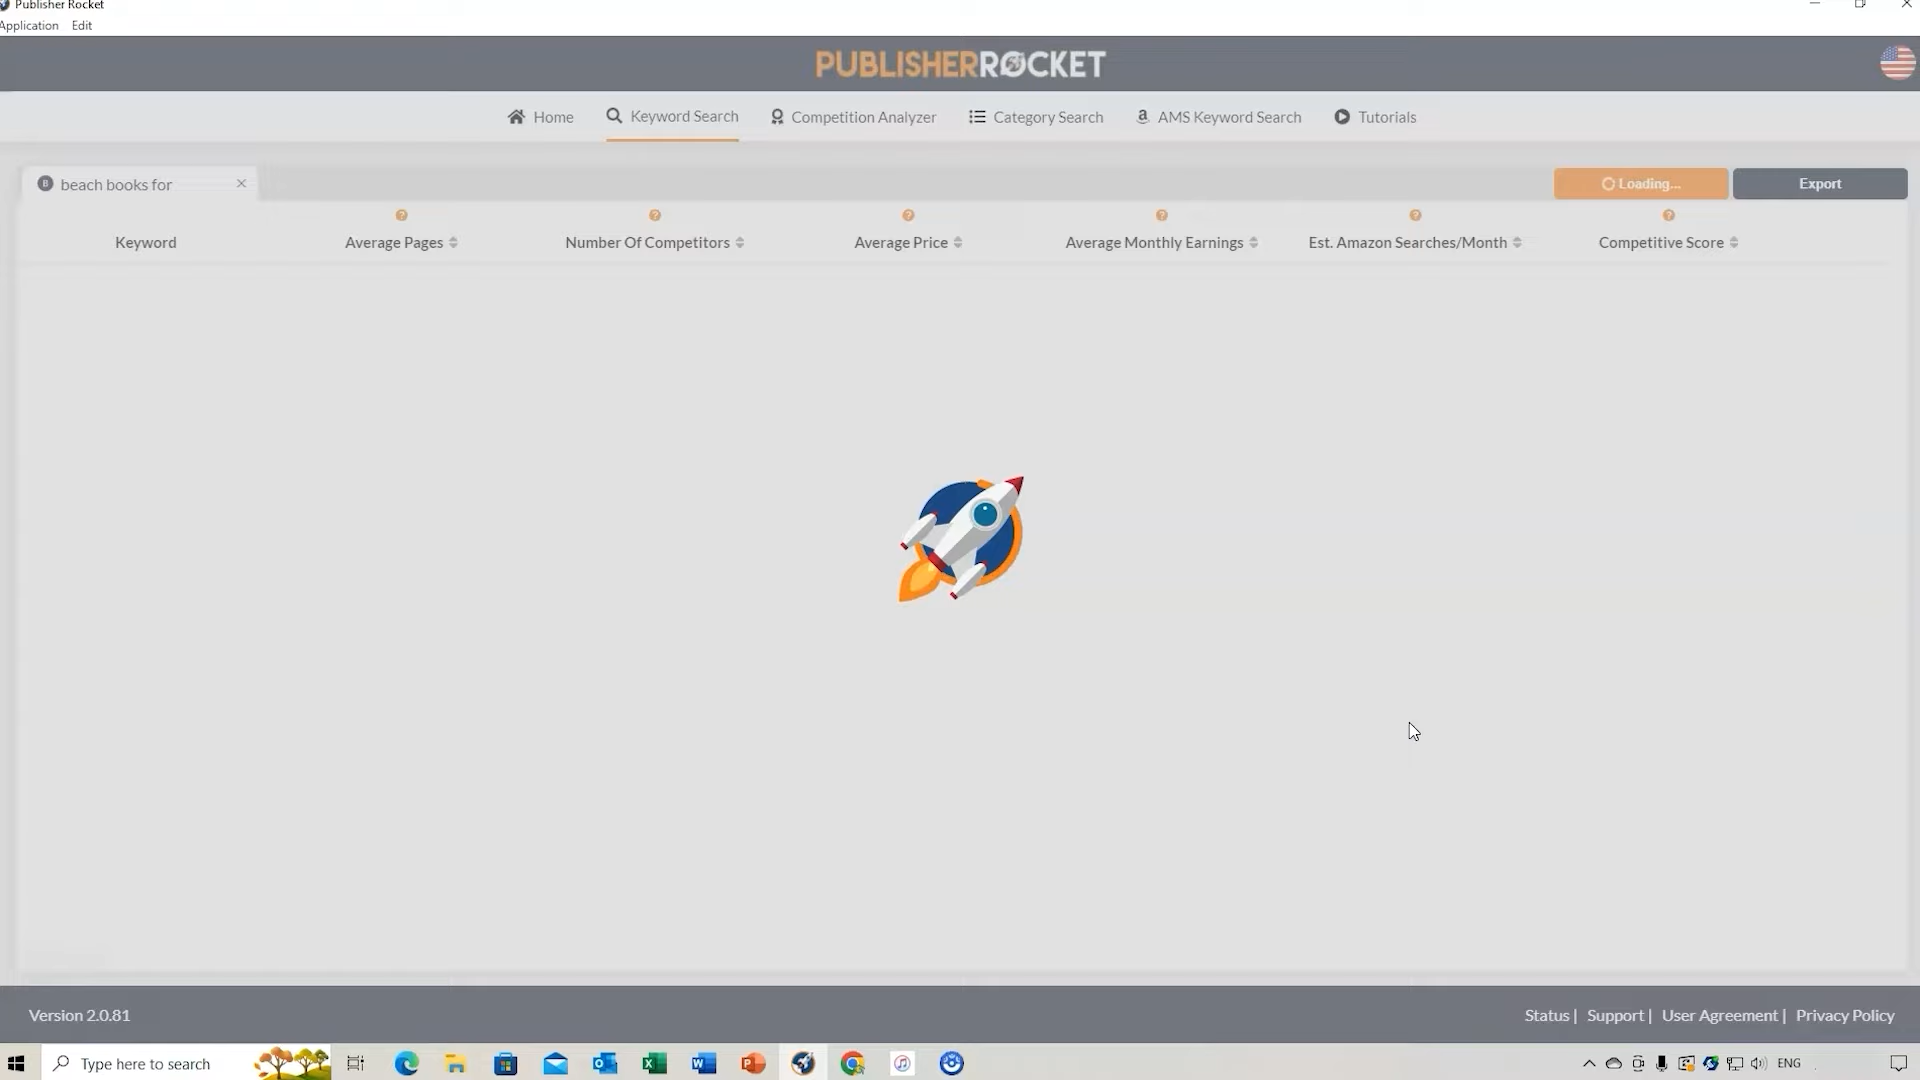 Publisher Rocket
Application Edit
PUBLISHERROCKET
Home Keyword Search Competition Analyzer Category Search AMS Keyword Search Tutorials
B beach books for Loading... Export
? ? ? ? ? ?
Keyword Average Pages Number Of Competitors Average Price Average Monthly Earnings Est. Amazon Searches/Month Competitive Score
Version 2.0.81 Status | Support | User Agreement | Privacy Policy
Type here to search ENG